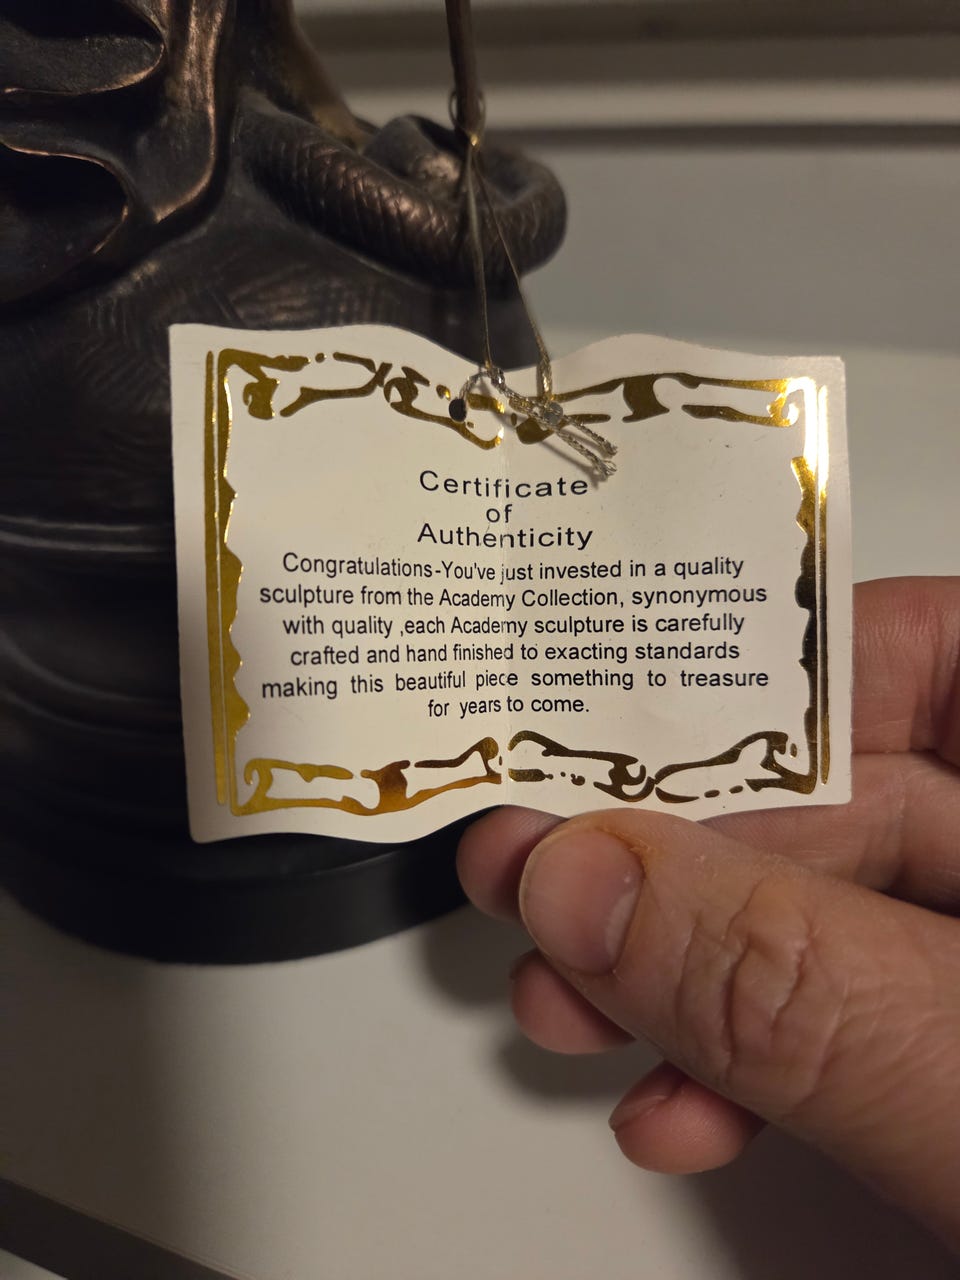 Certificate
of
Authenticity
Congratulations-You've just invested in a quality
sculpture from the Academy Collection, synonymous
with quality ,each Academy sculpture is carefully
crafted and hand finished to exacting standards
making this beautiful piece something to treasure
for years to come.